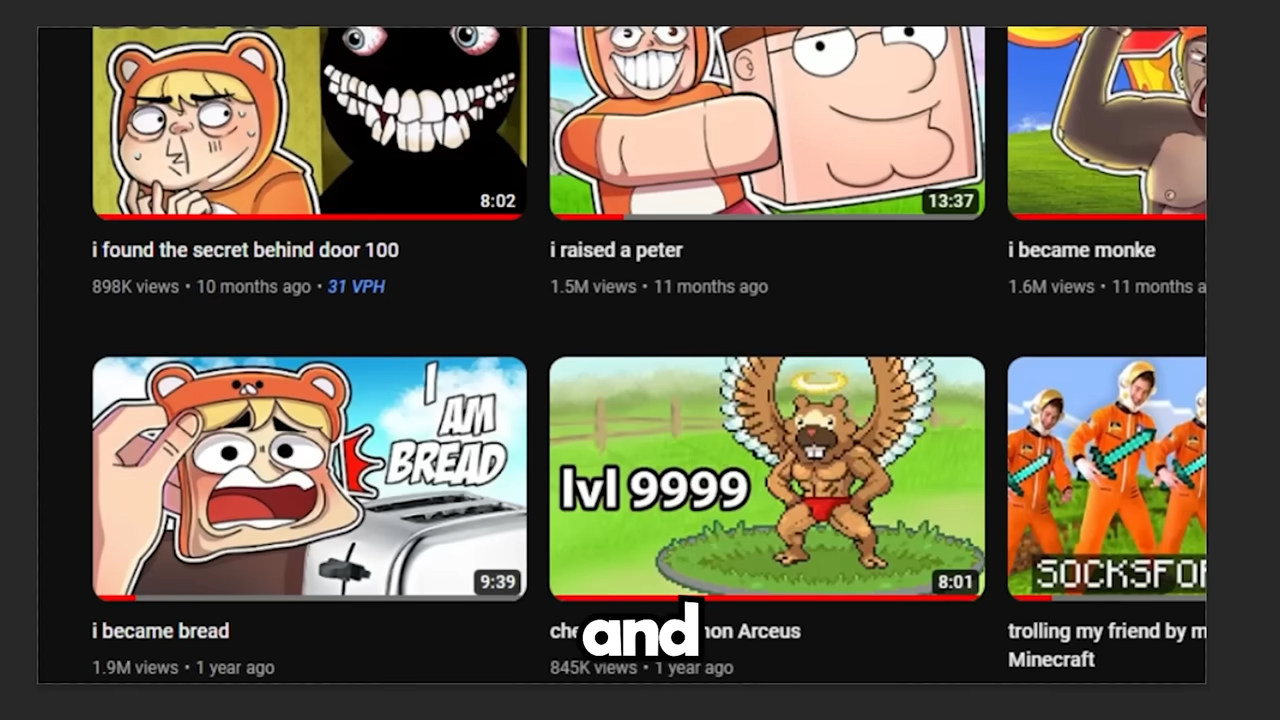 8:02
13:37
i found the secret behind door 100
i raised a peter
i became monke
898K views • 10 months ago • 31 VPH
1.5M views • 11 months ago
1.6M views • 11 months a
I
AM
BREAD
lvl 9999
SOCKSFOR
9:39
8:01
i became bread
che
non Arceus
trolling my friend by m
Minecraft
and
1.9M views • 1 year ago
845K views • 1 year ago